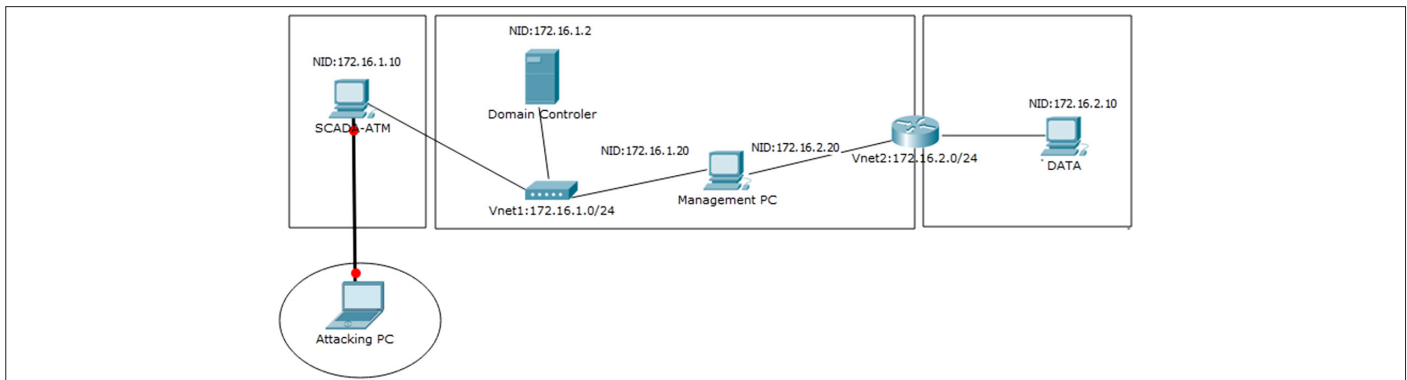 NID:172.16.1.2
NID:172.16.1.10
SCADA-ATM
Domain Controler
NID:172.16.1.20
NID:172.16.2.20
Management PC
Vnet1:172.16.1.0/24
NID:172.16.2.10
Vnet2:172.16.2.0/24
DATA
Attacking PC